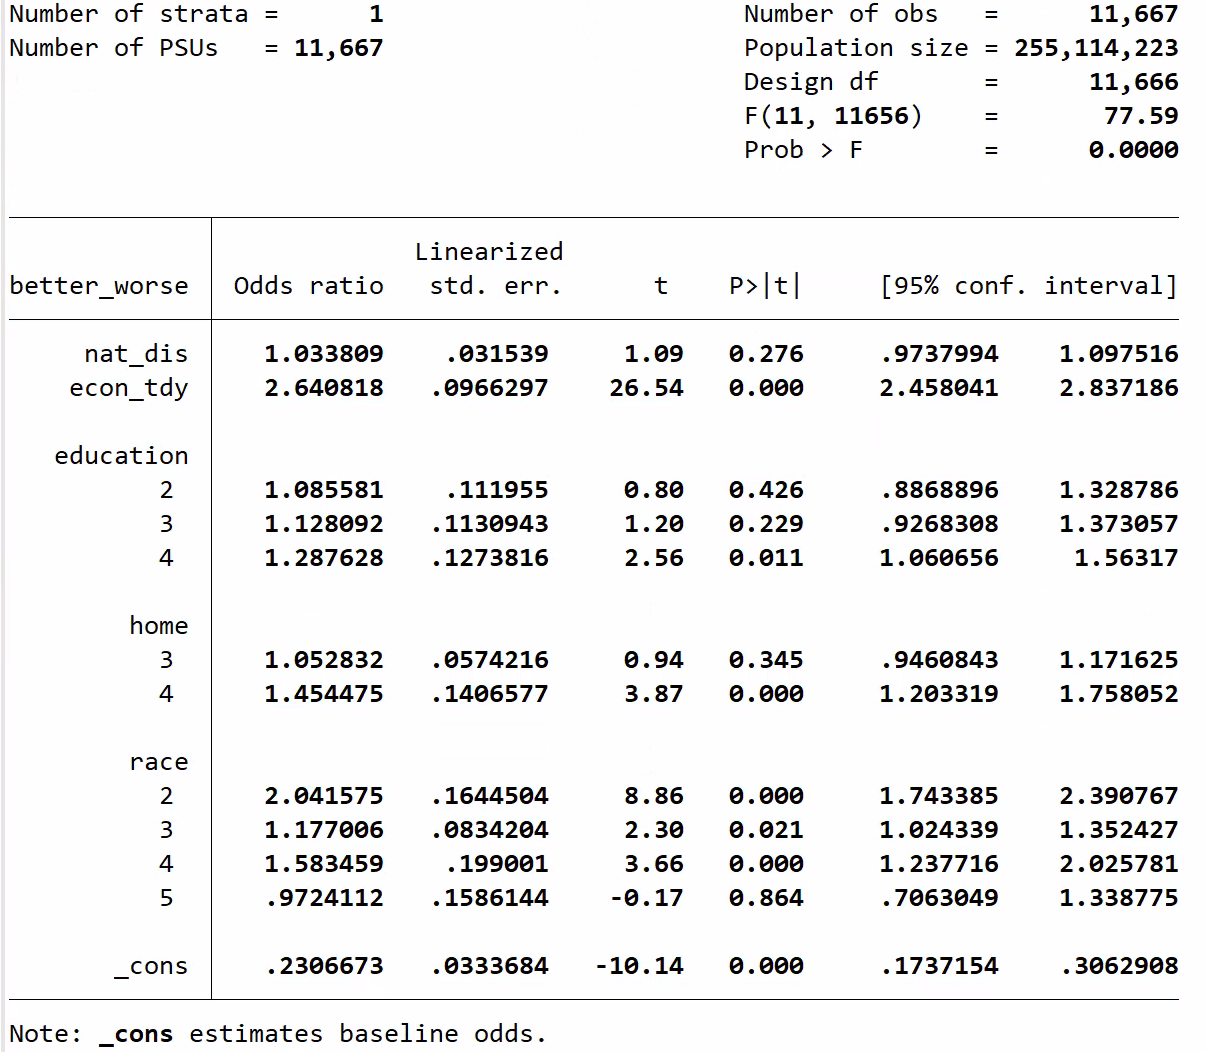 Number of strata = 1 Number of obs = 11,667
Number of PSUs = 11,667 Population size = 255,114,223
Design df = 11,666
F(11, 11656) = 77.59
Prob > F = 0.0000
Linearized
better_worse Odds ratio std. err. t P>|t| [95% conf. interval]
nat_dis 1.033809 .031539 1.09 0.276 .9737994 1.097516
econ_tdy 2.640818 .0966297 26.54 0.000 2.458041 2.837186
education
2 1.085581 .111955 0.80 0.426 .8868896 1.328786
3 1.128092 .1130943 1.20 0.229 .9268308 1.373057
4 1.287628 .1273816 2.56 0.011 1.060656 1.56317
home
3 1.052832 .0574216 0.94 0.345 .9460843 1.171625
4 1.454475 .1406577 3.87 0.000 1.203319 1.758052
race
2 2.041575 .1644504 8.86 0.000 1.743385 2.390767
3 1.177006 .0834204 2.30 0.021 1.024339 1.352427
4 1.583459 .199001 3.66 0.000 1.237716 2.025781
5 .9724112 .1586144 -0.17 0.864 .7063049 1.338775
_cons .2306673 .0333684 -10.14 0.000 .1737154 .3062908
Note: _cons estimates baseline odds.